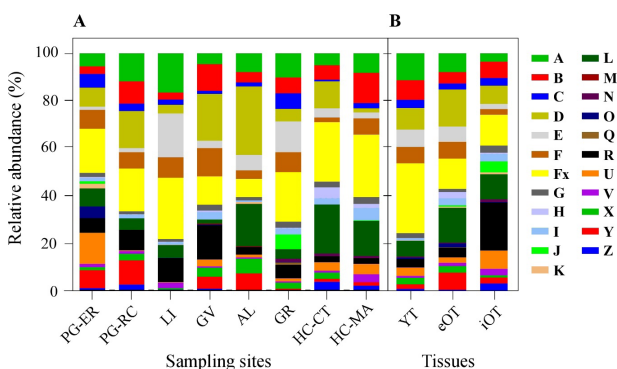 A B
Relative abundance (%)
100
80
60
40
20
0
PG-ER PG-RC LI GV AL GR HC-CT HC-MA YT eOT iOT
Sampling sites Tissues
A L
B M
C N
D O
E Q
F R
Fx U
G V
H X
I Y
J Z
K